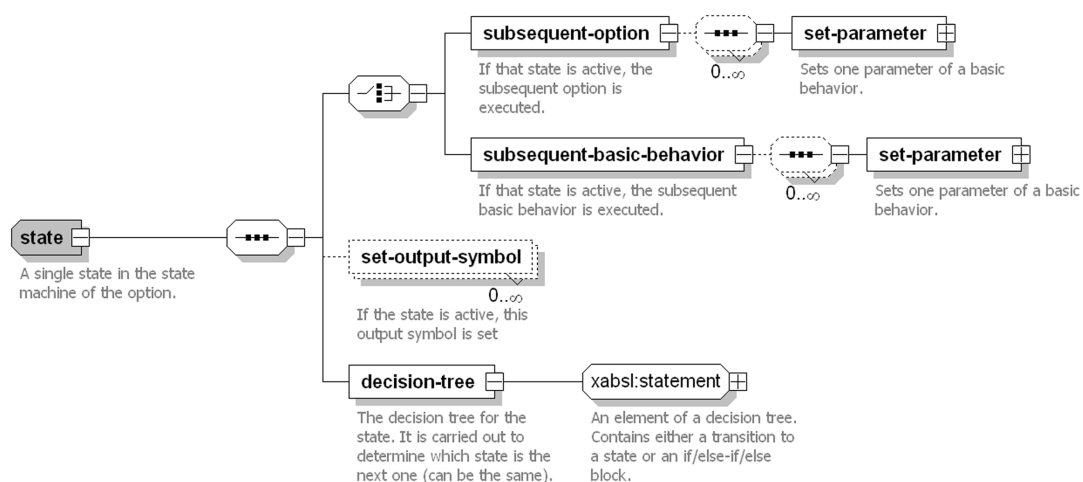 subsequent-option
set-parameter
0..∞
If that state is active, the
subsequent option is
executed.
Sets one parameter of a basic
behavior.
subsequent-basic-behavior
set-parameter
0..∞
If that state is active, the subsequent
basic behavior is executed.
Sets one parameter of a basic
behavior.
state
A single state in the state
machine of the option.
set-output-symbol
0..∞
If the state is active, this
output symbol is set
decision-tree
xabsl:statement
The decision tree for the
state. It is carried out to
determine which state is the
next one (can be the same).
An element of a decision tree.
Contains either a transition to
a state or an if/else-if/else
block.